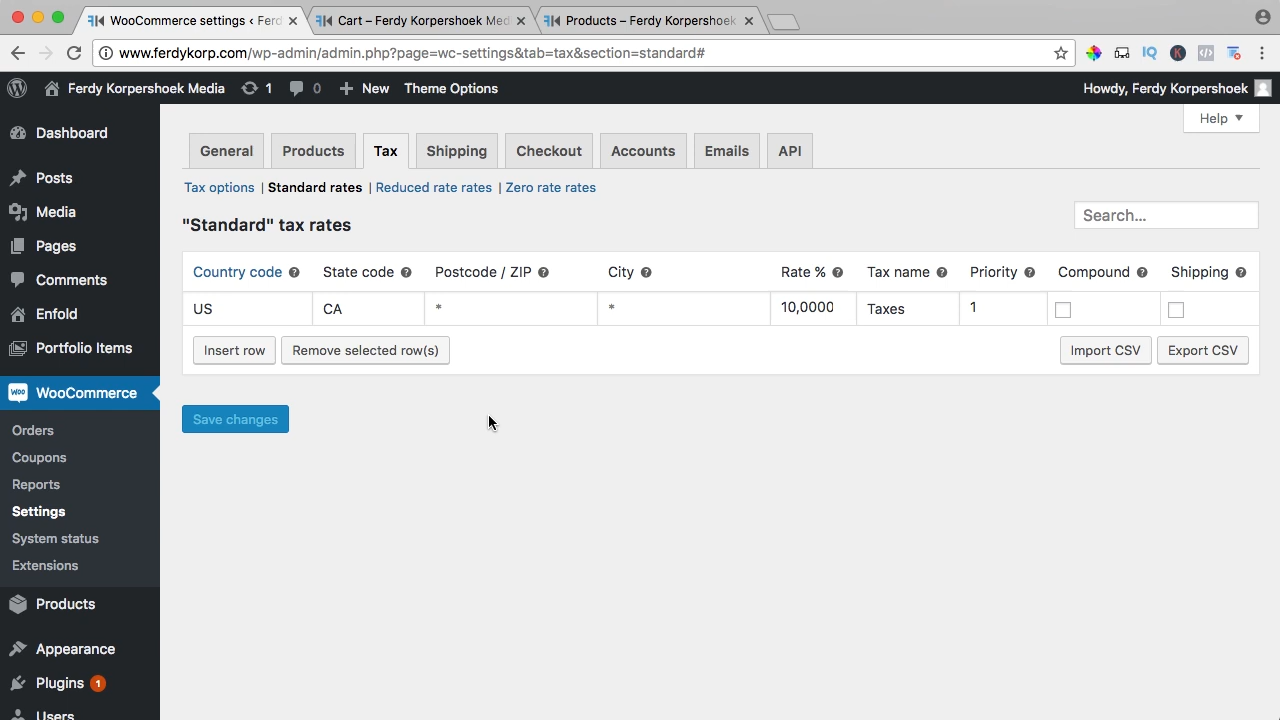 WooCommerce settings ‹ Ferd
Cart – Ferdy Korpershoek Med
Products – Ferdy Korpershoek
www.ferdykorp.com/wp-admin/admin.php?page=wc-settings&tab=tax&section=standard#
Ferdy Korpershoek Media
1
0
New
Theme Options
Howdy, Ferdy Korpershoek
Help
Dashboard
Posts
Media
Pages
Comments
Enfold
Portfolio Items
WooCommerce
Orders
Coupons
Reports
Settings
System status
Extensions
Products
Appearance
Plugins 1
Users
General
Products
Tax
Shipping
Checkout
Accounts
Emails
API
Tax options | Standard rates | Reduced rate rates | Zero rate rates
"Standard" tax rates
Search...
Country code ? State code ? Postcode / ZIP ? City ? Rate % ? Tax name ? Priority ? Compound ? Shipping ?
US CA * * 10,0000 Taxes 1
Insert row
Remove selected row(s)
Import CSV
Export CSV
Save changes